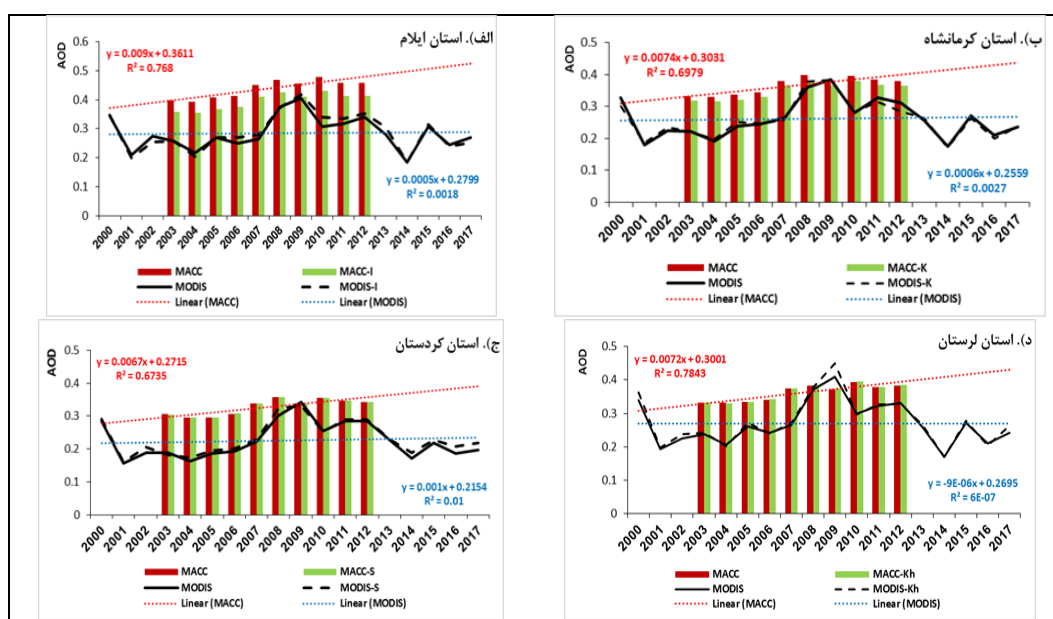 الف). استان ایلام
AOD
y = 0.009x + 0.3611
R² = 0.768
y = 0.0005x + 0.2799
R² = 0.0018
0.6
0.5
0.4
0.3
0.2
0.1
0
2000 2001 2002 2003 2004 2005 2006 2007 2008 2009 2010 2011 2012 2013 2014 2015 2016 2017
MACC MACC-I
MODIS MODIS-I
Linear (MACC) Linear (MODIS)
ب). استان کرمانشاه
AOD
y = 0.0074x + 0.3031
R² = 0.6979
y = 0.0006x + 0.2559
R² = 0.0027
0.5
0.4
0.3
0.2
0.1
0
2000 2001 2002 2003 2004 2005 2006 2007 2008 2009 2010 2011 2012 2013 2014 2015 2016 2017
MACC MACC-K
MODIS MODIS-K
Linear (MACC) Linear (MODIS)
ج). استان کردستان
AOD
y = 0.0067x + 0.2715
R² = 0.6735
y = 0.001x + 0.2154
R² = 0.01
0.5
0.4
0.3
0.2
0.1
0
2000 2001 2002 2003 2004 2005 2006 2007 2008 2009 2010 2011 2012 2013 2014 2015 2016 2017
MACC MACC-S
MODIS MODIS-S
Linear (MACC) Linear (MODIS)
د). استان لرستان
AOD
y = 0.0072x + 0.3001
R² = 0.7843
y = -9E-06x + 0.2695
R² = 6E-07
0.5
0.4
0.3
0.2
0.1
0
2000 2001 2002 2003 2004 2005 2006 2007 2008 2009 2010 2011 2012 2013 2014 2015 2016 2017
MACC MACC-Kh
MODIS MODIS-Kh
Linear (MACC) Linear (MODIS)